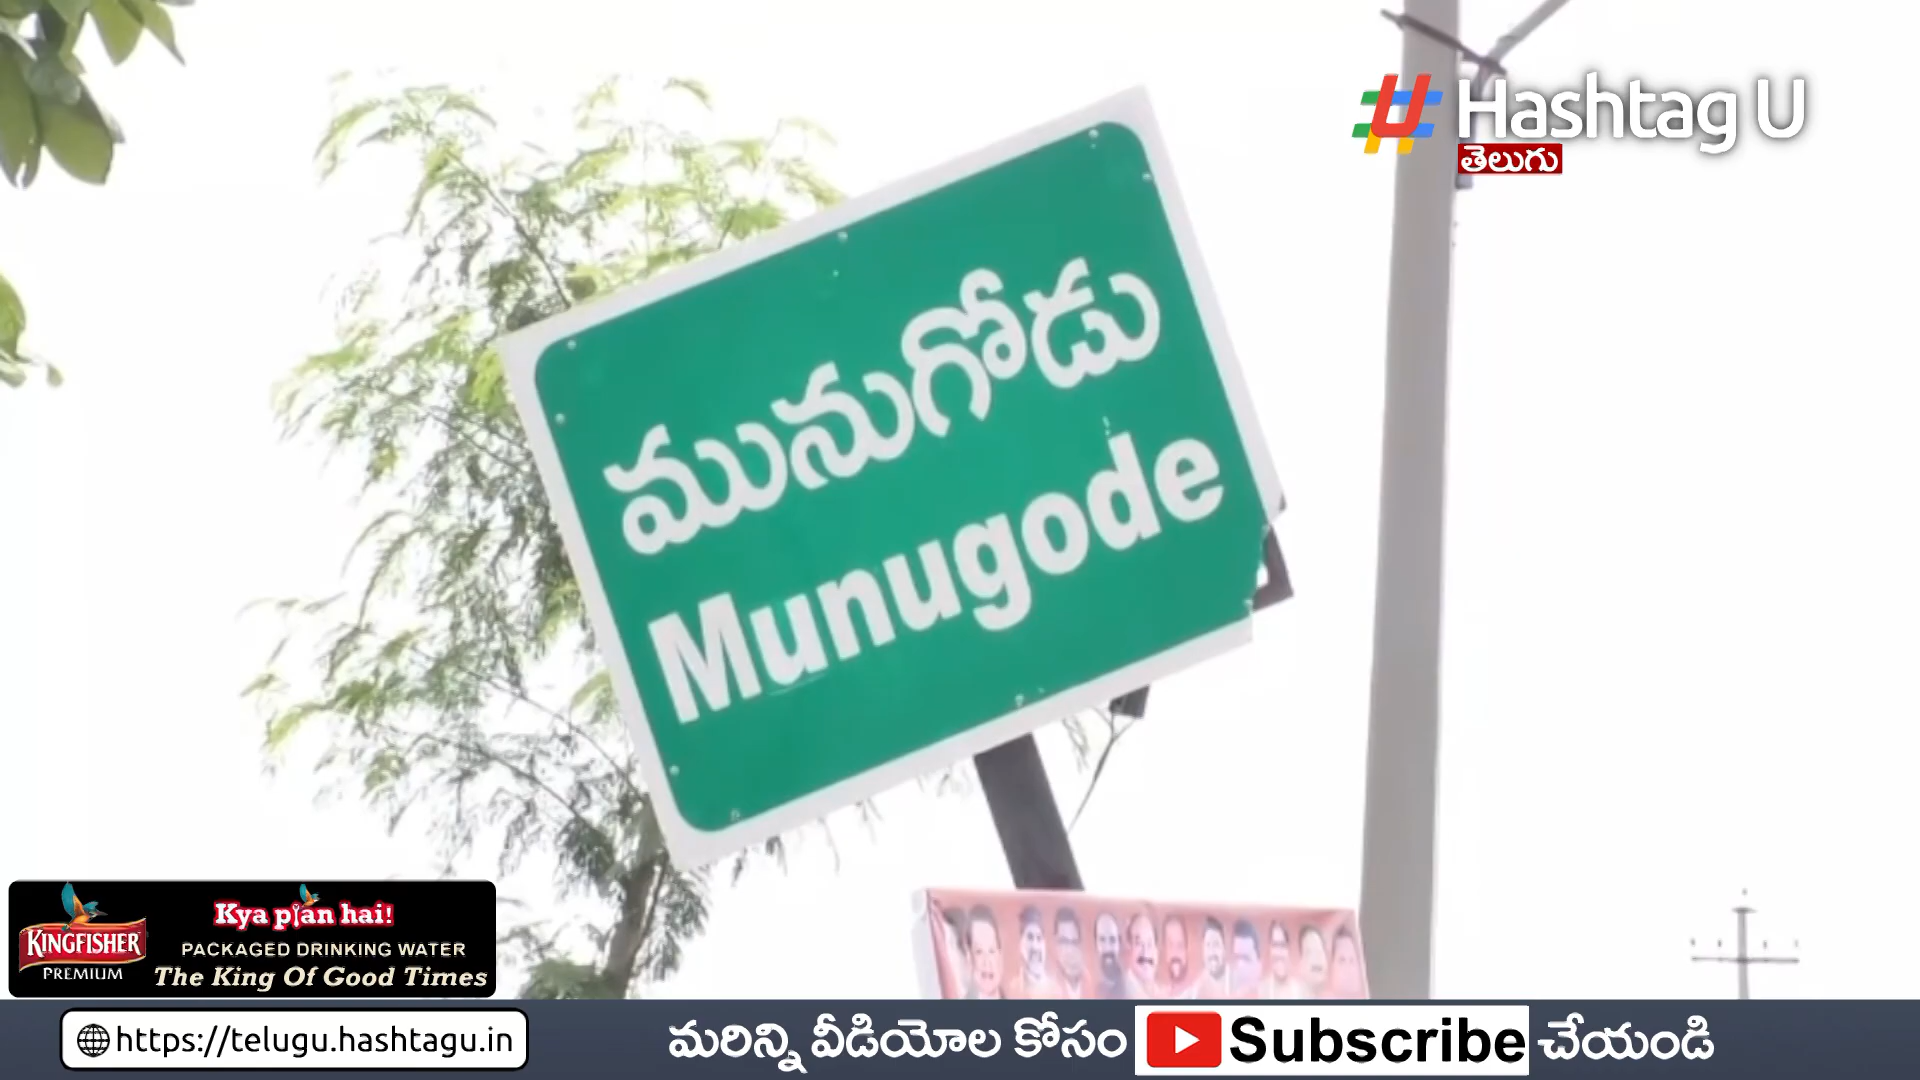 Hashtag U
తెలుగు
మునుగోడు
Munugode
Kya plan hai!
KINGFISHER
PREMIUM
PACKAGED DRINKING WATER
The King Of Good Times
https://telugu.hashtagu.in
మరిన్ని వీడియోల కోసం Subscribe చేయండి